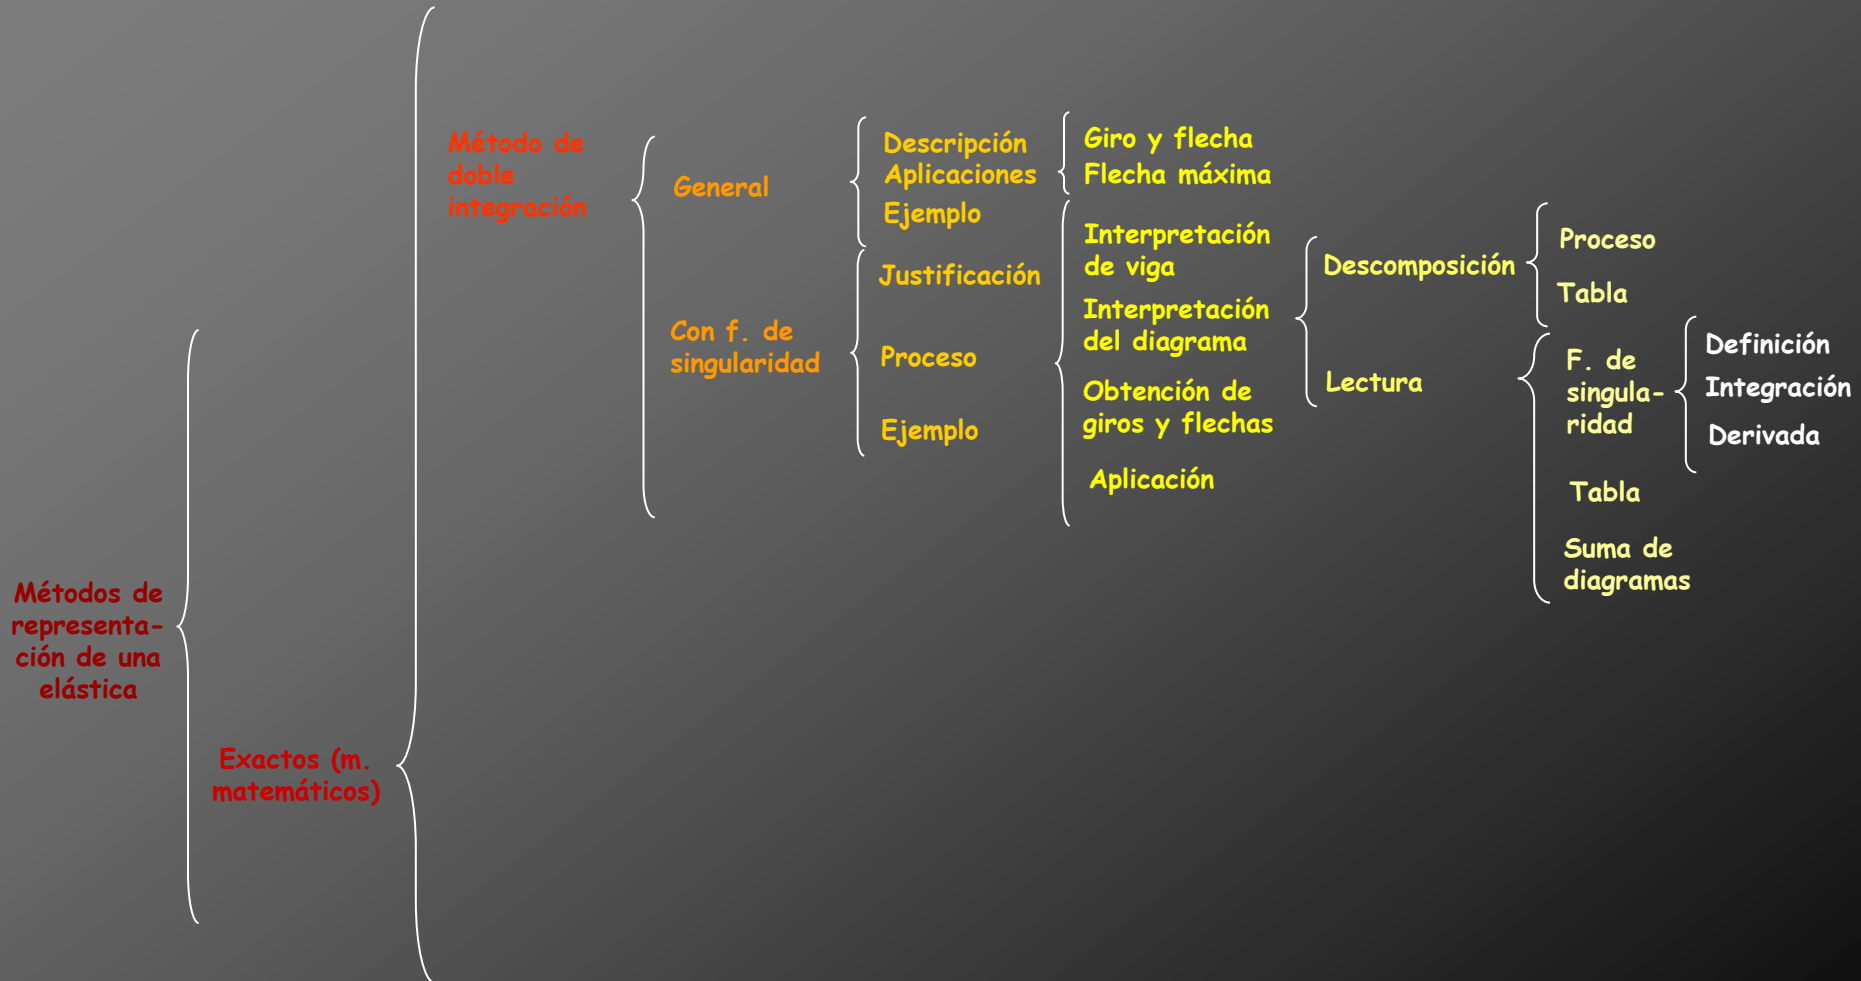 Métodos de
representa-
ción de una
elástica
Exactos (m.
matemáticos)
Método de
doble
integración
General
Descripción
Aplicaciones
Giro y flecha
Flecha máxima
Ejemplo
Con f. de
singularidad
Justificación
Proceso
Interpretación
de viga
Interpretación
del diagrama
Descomposición
Proceso
Tabla
Lectura
F. de
singula-
ridad
Definición
Integración
Derivada
Tabla
Suma de
diagramas
Obtención de
giros y flechas
Aplicación
Ejemplo